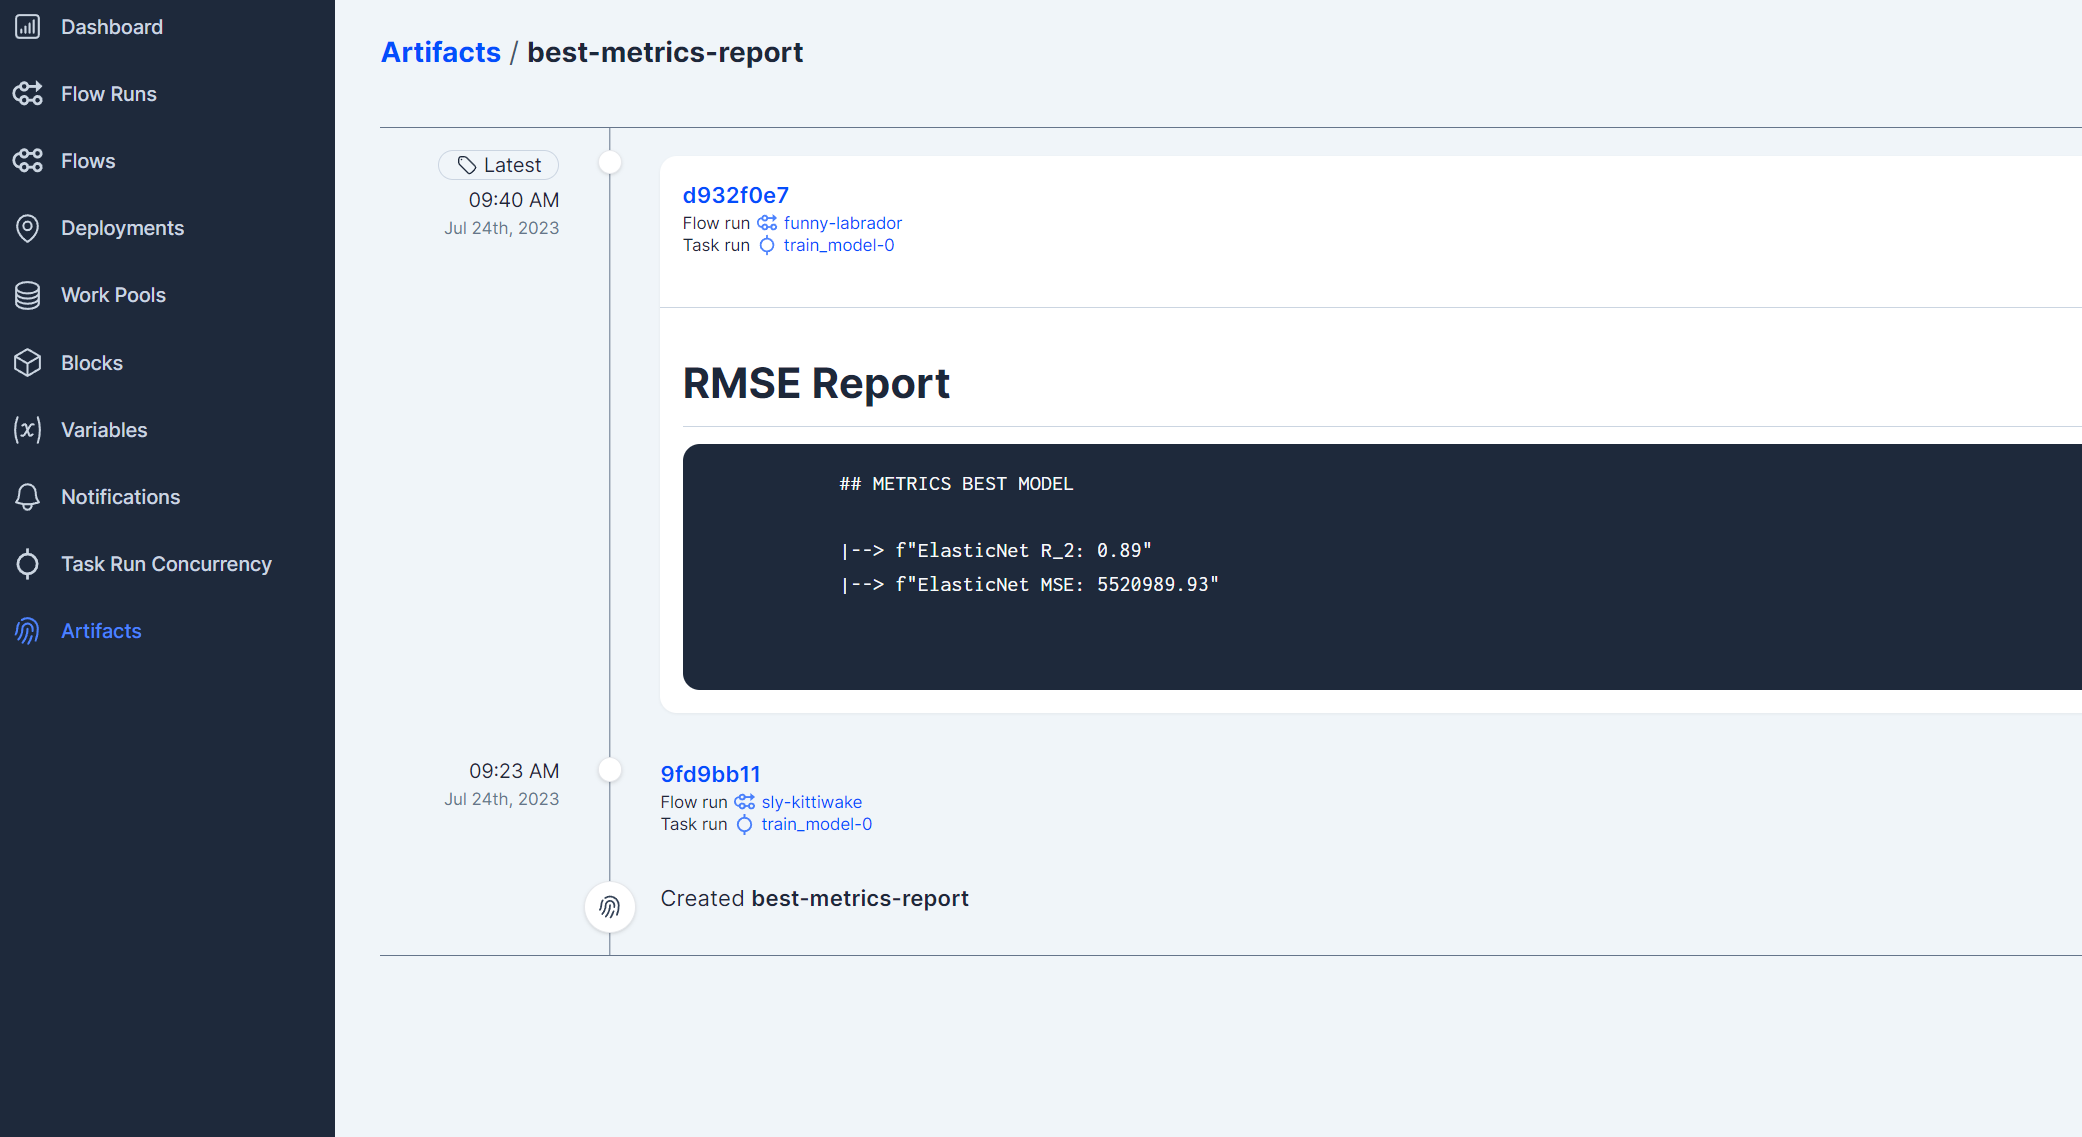 Dashboard
Flow Runs
Flows
Deployments
Work Pools
Blocks
Variables
Notifications
Task Run Concurrency
Artifacts
Artifacts / best-metrics-report
Latest
09:40 AM
Jul 24th, 2023
d932f0e7
Flow run funny-labrador
Task run train_model-0
RMSE Report
## METRICS BEST MODEL
|--> f"ElasticNet R_2: 0.89"
|--> f"ElasticNet MSE: 5520989.93"
09:23 AM
Jul 24th, 2023
9fd9bb11
Flow run sly-kittiwake
Task run train_model-0
Created best-metrics-report